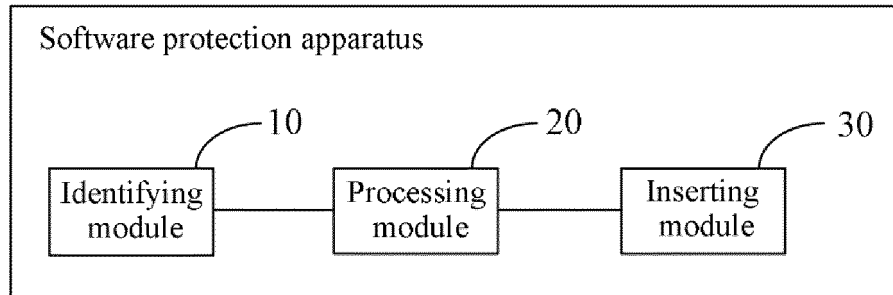 Software protection apparatus
10
20
30
Identifying
module
Processing
module
Inserting
module